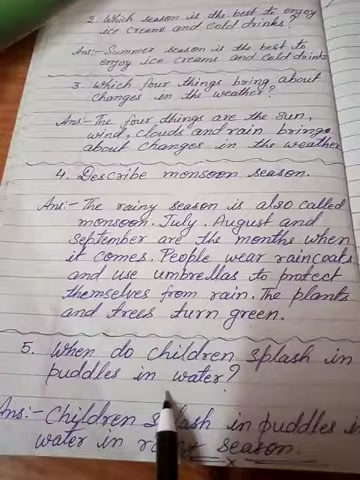 2. Which season is the best to enjoy
ice creams and cold drinks?
Ans:- Summer season is the best to
enjoy ice creams and cold drinks
3. Which four things bring about
changes in the weather?
Ans:- The four things are the sun,
wind, clouds and rain brings
about changes in the weather
4. Describe monsoon season.
Ans:- The rainy season is also called
monsoon. July. August and
September are the months when
it comes. People wear raincoats
and use umbrellas to protect
themselves from rain. The plants
and trees turn green.
5. When do children splash in
puddles in water?
Ans:- Children splash in puddles in
water in season.